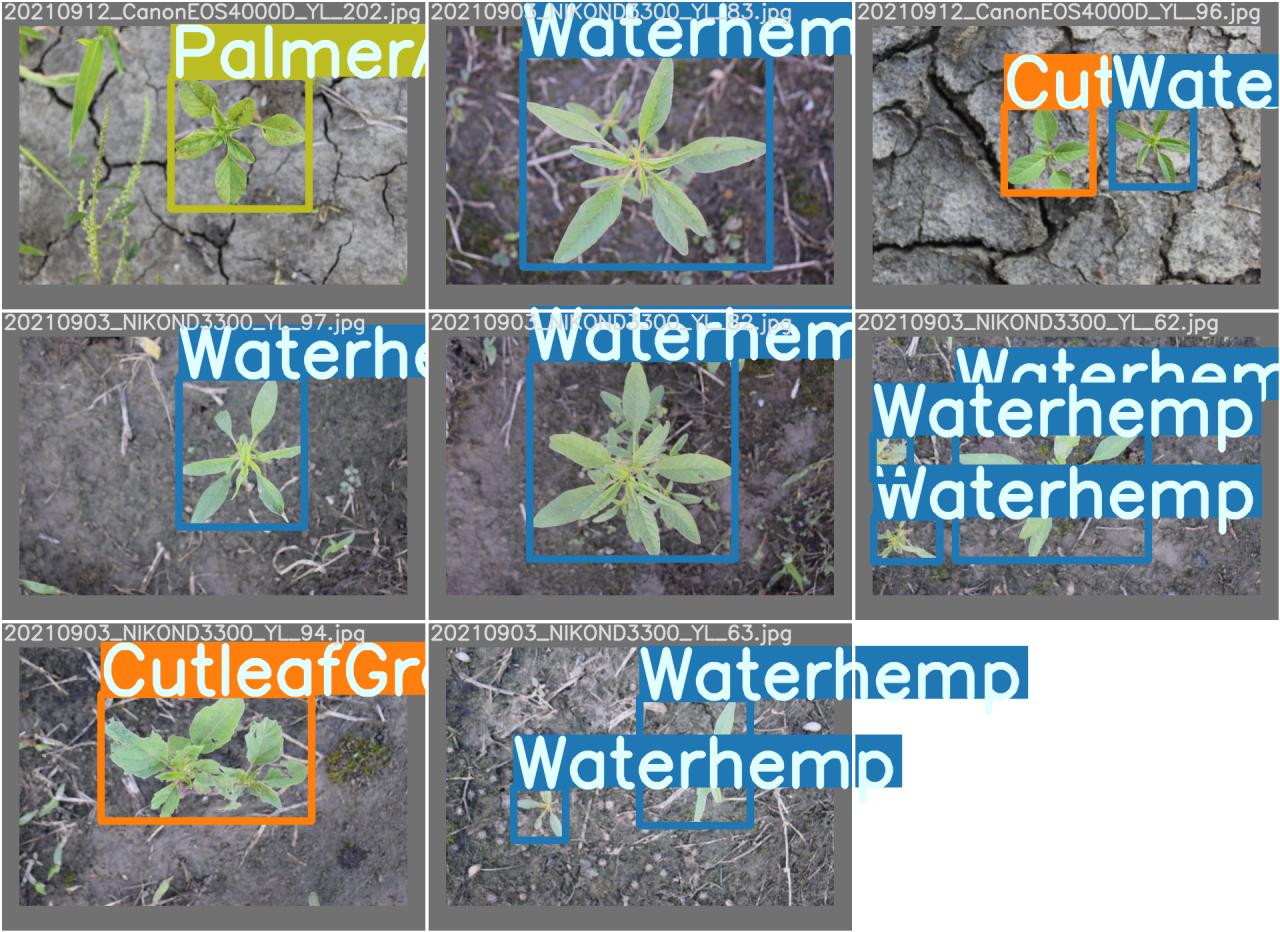 20210912_CanonEOS4000D_YL_202.jpg
PalmerA
20210903_NIKOND3300_YL_83.jpg
Waterhem
20210912_CanonEOS4000D_YL_96.jpg
Cut
Wate
20210903_NIKOND3300_YL_97.jpg
Waterhe
20210903_NIKOND3300_YL_82.jpg
Waterhem
20210903_NIKOND3300_YL_62.jpg
Waterhem
Waterhemp
Waterhemp
20210903_NIKOND3300_YL_94.jpg
CutleafGr
20210903_NIKOND3300_YL_63.jpg
Waterhemp
Waterhemp